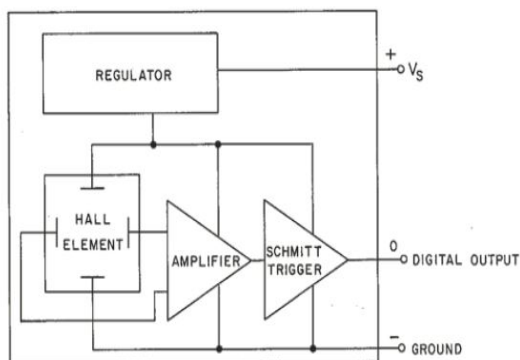 REGULATOR
+
VS
HALL
ELEMENT
AMPLIFIER
SCHMITT
TRIGGER
O
DIGITAL OUTPUT
-
GROUND